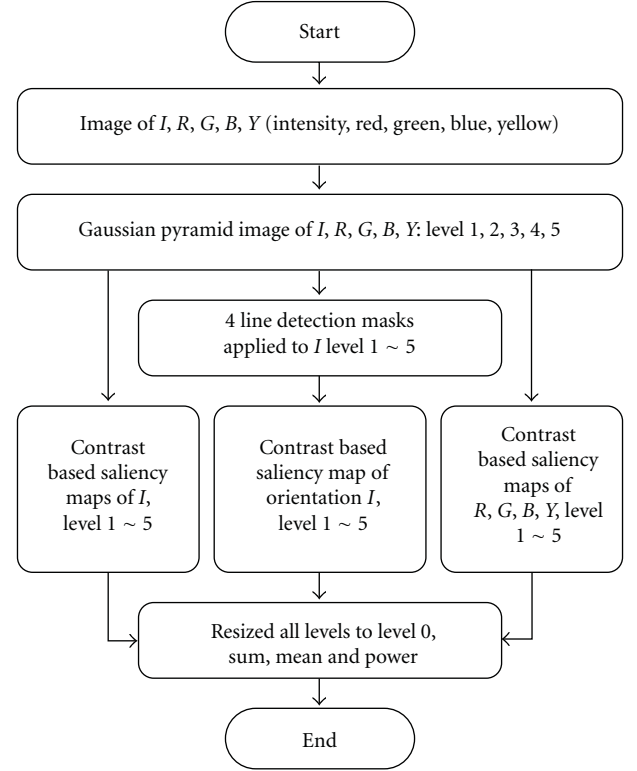 Start
Image of I, R, G, B, Y (intensity, red, green, blue, yellow)
Gaussian pyramid image of I, R, G, B, Y: level 1, 2, 3, 4, 5
4 line detection masks
applied to I level 1 ∼ 5
Contrast
based saliency
maps of I,
level 1 ∼ 5
Contrast based
saliency map of
orientation I,
level 1 ∼ 5
Contrast
based saliency
maps of
R, G, B, Y, level
1 ∼ 5
Resized all levels to level 0,
sum, mean and power
End